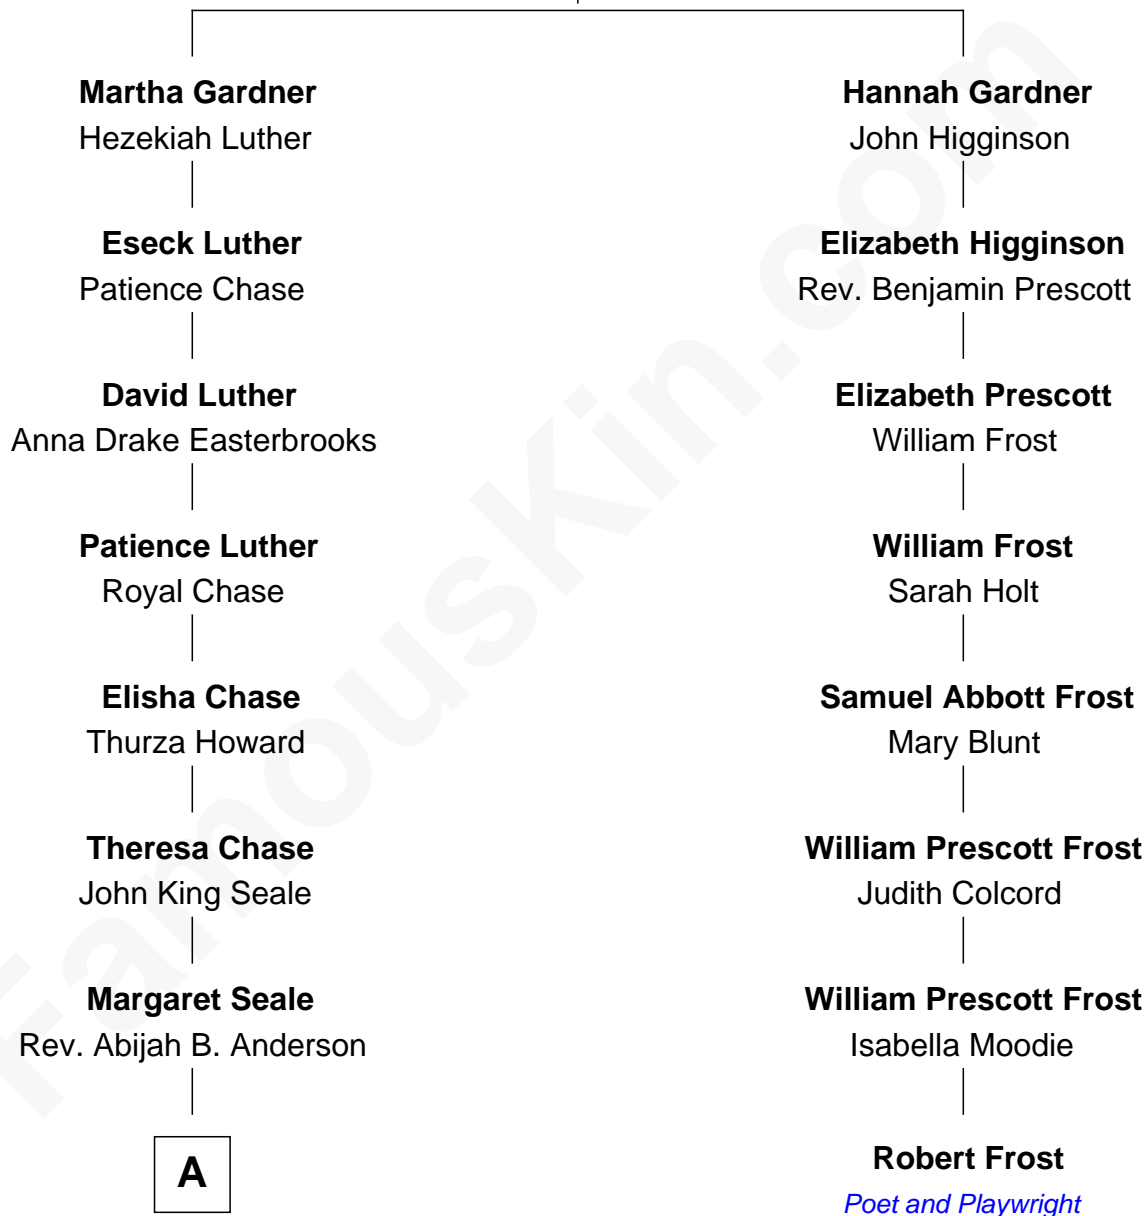 Martha Gardner
Hezekiah Luther
Hannah Gardner
John Higginson
Eseck Luther
Patience Chase
Elizabeth Higginson
Rev. Benjamin Prescott
David Luther
Anna Drake Easterbrooks
Elizabeth Prescott
William Frost
Patience Luther
Royal Chase
William Frost
Sarah Holt
Elisha Chase
Thurza Howard
Samuel Abbott Frost
Mary Blunt
Theresa Chase
John King Seale
William Prescott Frost
Judith Colcord
Margaret Seale
Rev. Abijah B. Anderson
William Prescott Frost
Isabella Moodie
A
Robert Frost
Poet and Playwright
FamousKin.com